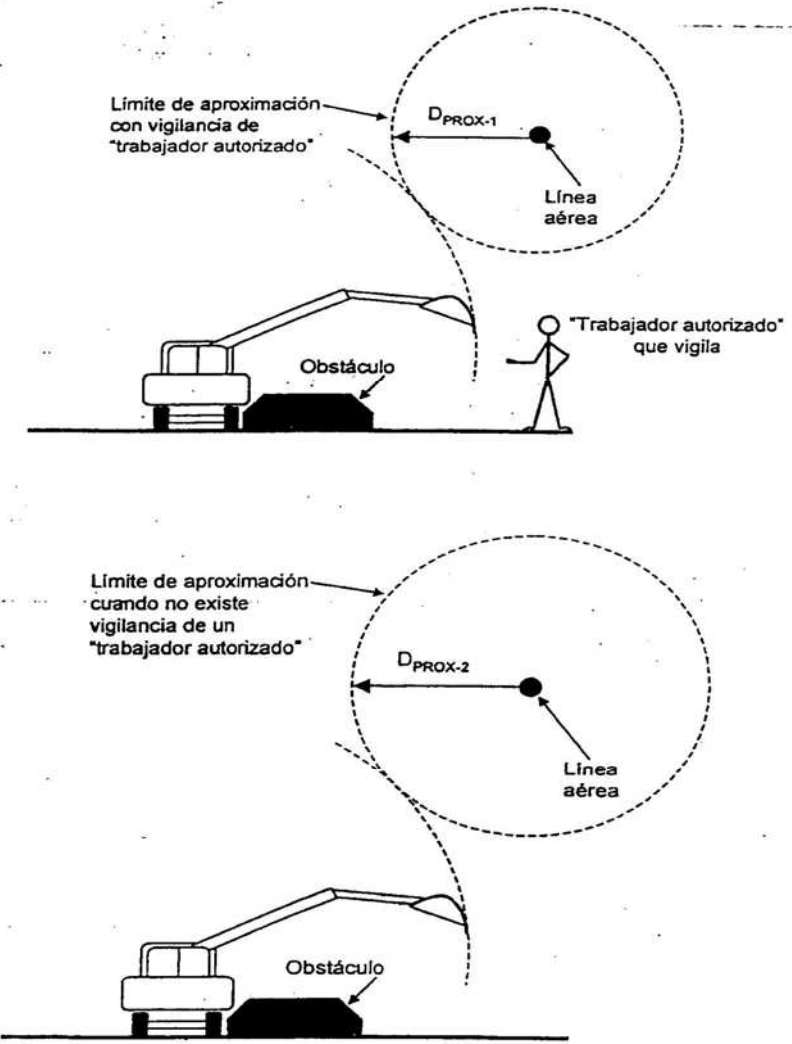 Límite de aproximación
con vigilancia de
"trabajador autorizado"
DPROX-1
Línea
aérea
"Trabajador autorizado"
que vigila
Obstáculo
Límite de aproximación
cuando no existe
vigilancia de un
"trabajador autorizado"
DPROX-2
Línea
aérea
Obstáculo